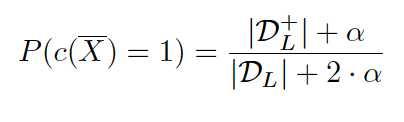 $P(c(\overline{X}) = 1) = \frac{|\mathcal{D}_L^+| + \alpha}{|\mathcal{D}_L| + 2 \cdot \alpha}$